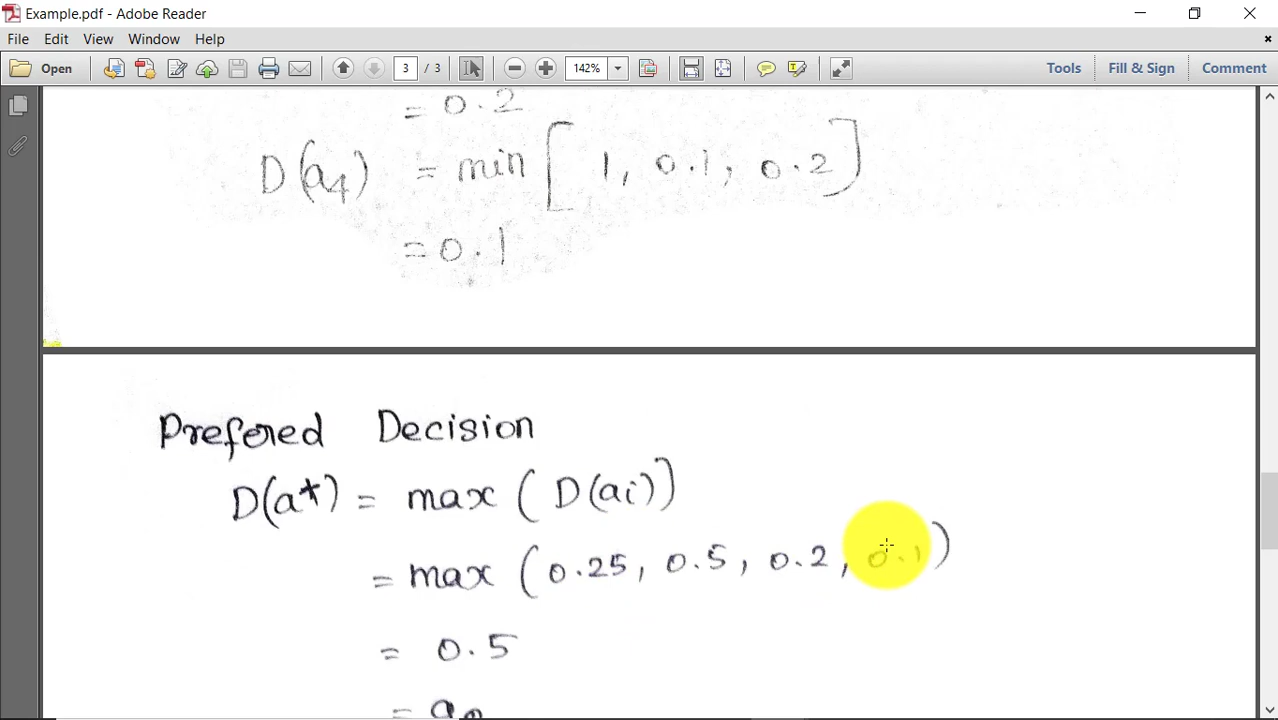 Example.pdf - Adobe Reader
File Edit View Window Help
Open 3 / 3 142% Tools Fill & Sign Comment
= 0.2
D(a4) = min [ 1, 0.1, 0.2 ]
= 0.1
Prefered Decision
D(a*) = max ( D(ai))
= max ( 0.25, 0.5, 0.2, 0.1 )
= 0.5